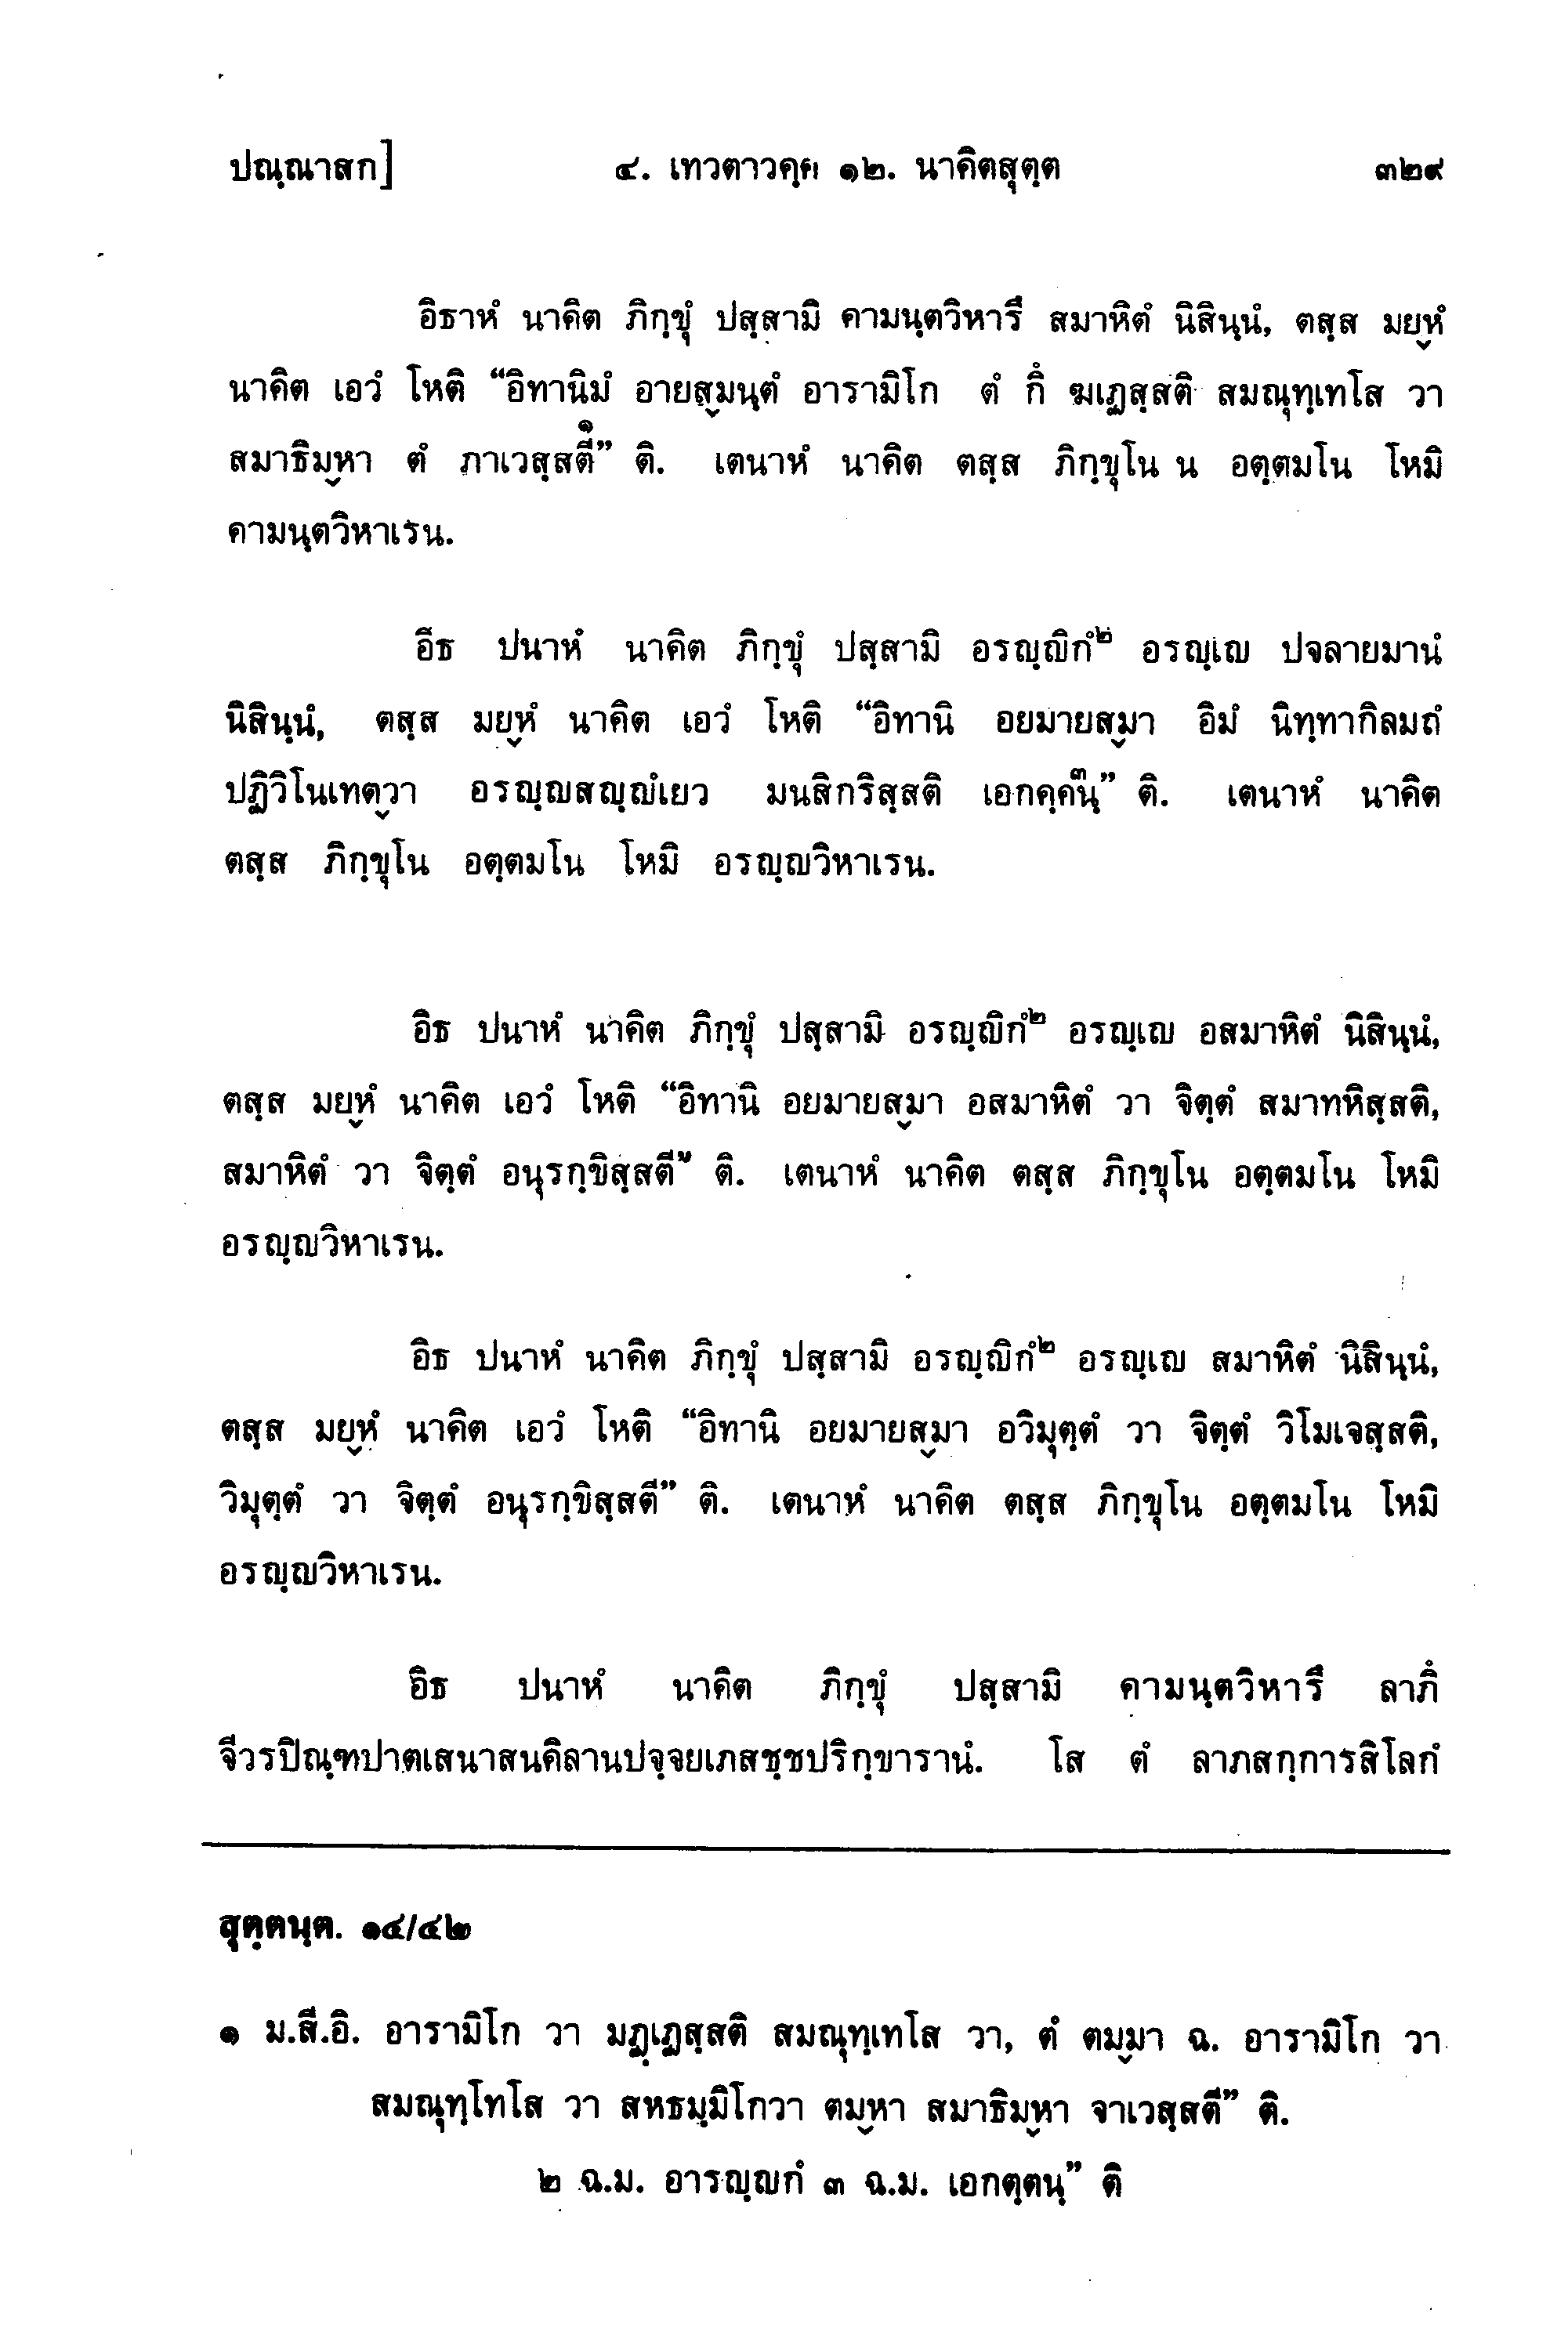 ปณฺณาสก]	๔. เทวตาวคฺค ๑๒. นาคิตสุตฺต	๓๒๙
อิธาหํ นาคิต ภิกฺขุํ ปสฺสามิ คามนฺตวิหารึ สมาหิตํ นิสินฺนํ, ตสฺส มยฺหํ
นาคิต เอวํ โหติ “อิทานิมํ อายสฺมนฺตํ อารามิโก ตํ กึ ฆเฏสฺสติ สมณุทฺเทโส วา
สมาธิมฺหา ตํ ภาเวสฺสตี๑” ติ. เตนาหํ นาคิต ตสฺส ภิกฺขุโน น อตฺตมโน โหมิ
คามนฺตวิหาเรน.
อิธ ปนาหํ นาคิต ภิกฺขุํ ปสฺสามิ อรญฺญิกํ๒ อรญฺเญ ปจลายมานํ
นิสินฺนํ, ตสฺส มยฺหํ นาคิต เอวํ โหติ “อิทานิ อยมายสฺมา อิมํ นิทฺทากิลมถํ
ปฏิวิโนเทตฺวา อรญฺญสญฺญํเยว มนสิกริสฺสติ เอกคฺคนฺ๓” ติ. เตนาหํ นาคิต
ตสฺส ภิกฺขุโน อตฺตมโน โหมิ อรญฺญวิหาเรน.
อิธ ปนาหํ นาคิต ภิกฺขุํ ปสฺสามิ อรญฺญิกํ๒ อรญฺเญ อสมาหิตํ นิสินฺนํ,
ตสฺส มยฺหํ นาคิต เอวํ โหติ “อิทานิ อยมายสฺมา อสมาหิตํ วา จิตฺตํ สมาทหิสฺสติ,
สมาหิตํ วา จิตฺตํ อนุรกฺขิสฺสตี” ติ. เตนาหํ นาคิต ตสฺส ภิกฺขุโน อตฺตมโน โหมิ
อรญฺญวิหาเรน.
อิธ ปนาหํ นาคิต ภิกฺขุํ ปสฺสามิ อรญฺญิกํ๒ อรญฺเญ สมาหิตํ นิสินฺนํ,
ตสฺส มยฺหํ นาคิต เอวํ โหติ “อิทานิ อยมายสฺมา อวิมุตฺตํ วา จิตฺตํ วิโมเจสฺสติ,
วิมุตฺตํ วา จิตฺตํ อนุรกฺขิสฺสตี” ติ. เตนาหํ นาคิต ตสฺส ภิกฺขุโน อตฺตมโน โหมิ
อรญฺญวิหาเรน.
อิธ ปนาหํ นาคิต ภิกฺขุํ ปสฺสามิ คามนฺตวิหารึ ลาภึ
จีวรปิณฺฑปาตเสนาสนคิลานปจฺจยเภสชฺชปริกฺขารานํ. โส ตํ ลาภสกฺการสิโลกํ
สุตฺตนฺต. ๑๔/๔๒
๑ ม.สี.อิ. อารามิโก วา มฏฺเฏสฺสติ สมณุทฺเทโส วา, ตํ ตมฺมา ฉ. อารามิโก วา
สมณุทฺโทโส วา สหธมฺมิโกวา ตมฺหา สมาธิมฺหา จาเวสฺสตี” ติ.
๒ ฉ.ม. อารญฺญกํ ๓ ฉ.ม. เอกตฺตนฺ” ติ